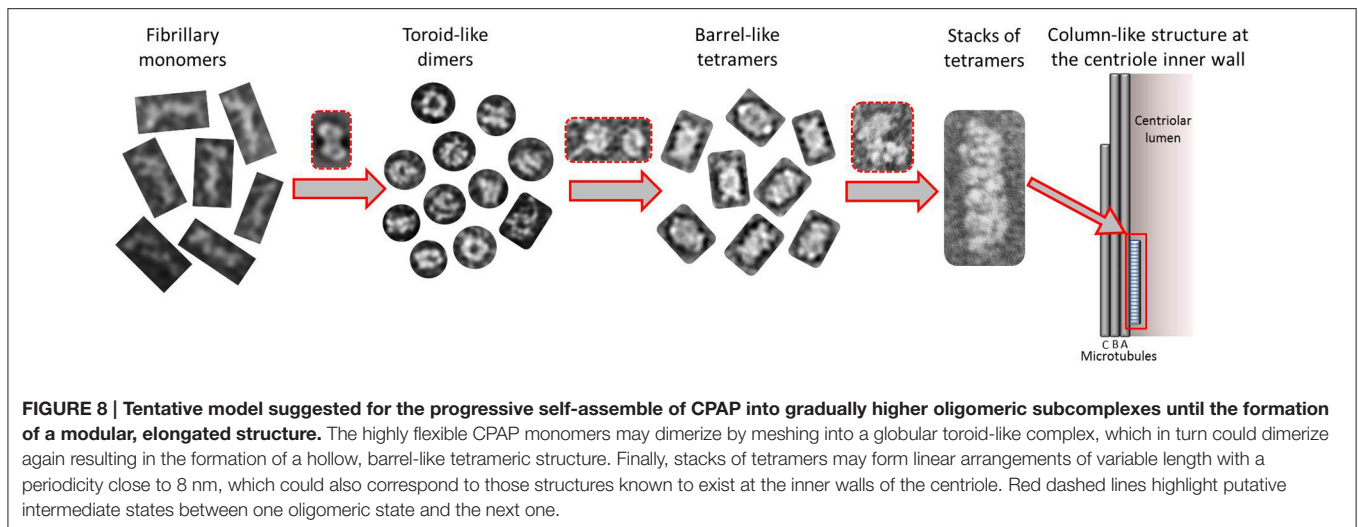 Fibrillary
monomers
Toroid-like
dimers
Barrel-like
tetramers
Stacks of
tetramers
Column-like structure at
the centriole inner wall
Centriolar
lumen
C B A
Microtubules
FIGURE 8 | Tentative model suggested for the progressive self-assemble of CPAP into gradually higher oligomeric subcomplexes until the formation
of a modular, elongated structure. The highly flexible CPAP monomers may dimerize by meshing into a globular toroid-like complex, which in turn could dimerize
again resulting in the formation of a hollow, barrel-like tetrameric structure. Finally, stacks of tetramers may form linear arrangements of variable length with a
periodicity close to 8 nm, which could also correspond to those structures known to exist at the inner walls of the centriole. Red dashed lines highlight putative
intermediate states between one oligomeric state and the next one.